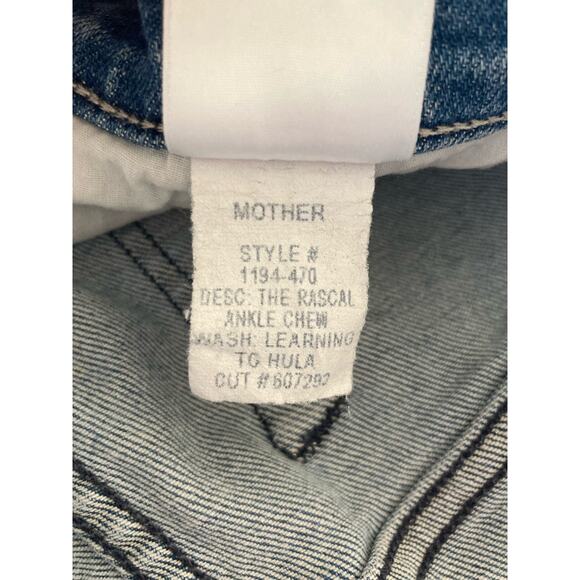 MOTHER
STYLE #
1194-470
DESC: THE RASCAL
ANKLE CHEW
WASH: LEARNING
TO HULA
CUT # 607292